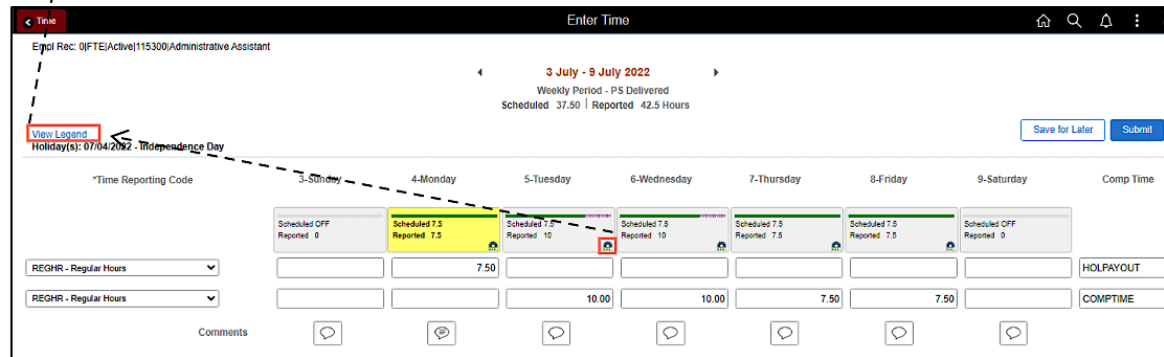 Time Enter Time
Empl Rec: 0|FTE|Active|115300|Administrative Assistant
3 July - 9 July 2022
Weekly Period - PS Delivered
Scheduled 37.50 | Reported 42.5 Hours
View Legend Save for Later Submit
Holiday(s): 07/04/2022 - Independence Day
*Time Reporting Code 3-Sunday 4-Monday 5-Tuesday 6-Wednesday 7-Thursday 8-Friday 9-Saturday Comp Time
Scheduled OFF Scheduled 7.5 Scheduled 7.5 Scheduled 7.5 Scheduled 7.5 Scheduled 7.5 Scheduled OFF
Reported 0 Reported 7.5 Reported 10 Reported 10 Reported 7.5 Reported 7.5 Reported 0
REGHR - Regular Hours 7.50 HOLPAYOUT
REGHR - Regular Hours 10.00 10.00 7.50 7.50 COMPTIME
Comments